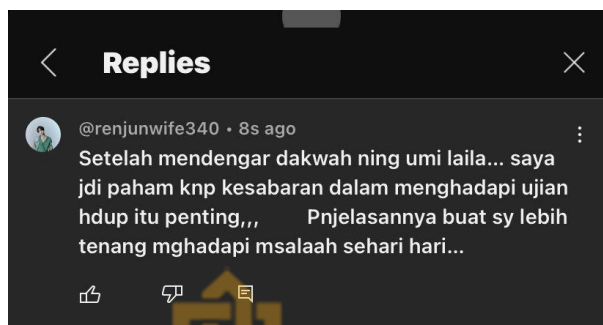 Replies
@renjunwife340 • 8s ago
Setelah mendengar dakwah ning umi laila... saya
jdi paham knp kesabaran dalam menghadapi ujian
hdup itu penting,,, Pnjelasannya buat sy lebih
tenang mghadapi msalaah sehari hari...